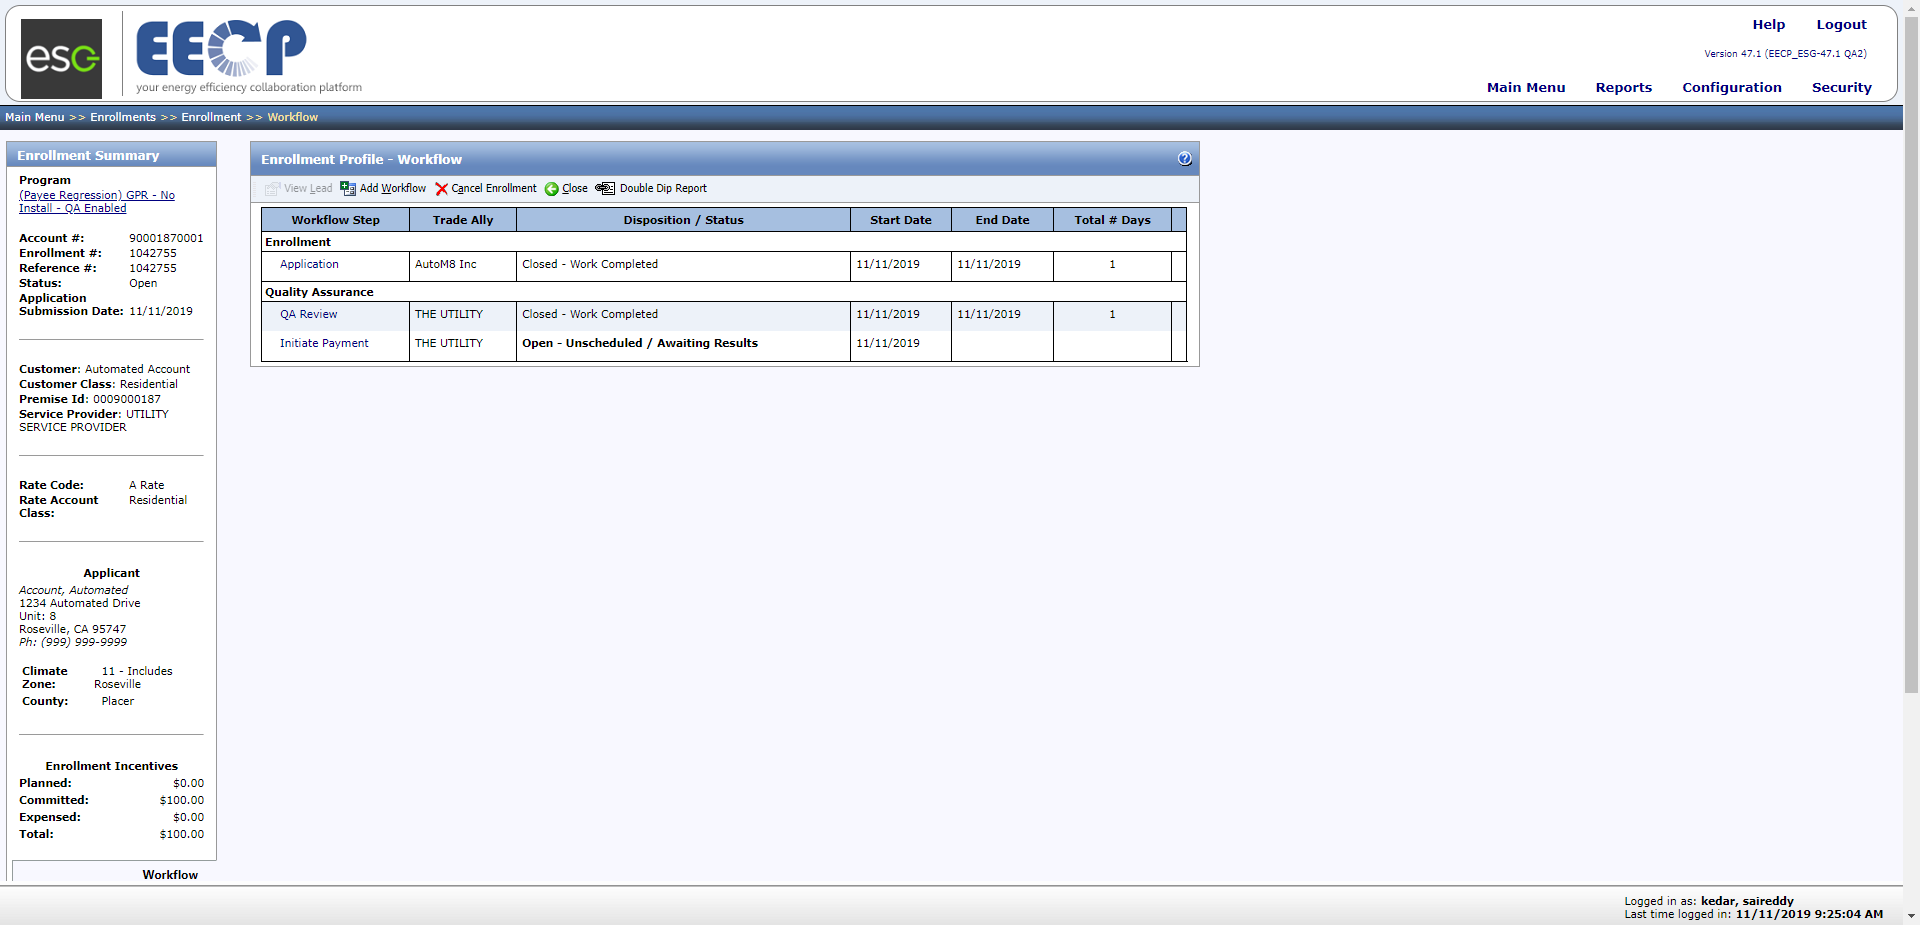 esg
EECP
your energy efficiency collaboration platform
Help Logout
Version 47.1 (EECP_ESG-47.1 QA2)
Main Menu Reports Configuration Security
Main Menu >> Enrollments >> Enrollment >> Workflow
Enrollment Summary
Program
(Payee Regression) GPR - No
Install - QA Enabled
Account #: 90001870001
Enrollment #: 1042755
Reference #: 1042755
Status: Open
Application
Submission Date: 11/11/2019
Customer: Automated Account
Customer Class: Residential
Premise Id: 0009000187
Service Provider: UTILITY
SERVICE PROVIDER
Rate Code: A Rate
Rate Account Residential
Class:
Applicant
Account, Automated
1234 Automated Drive
Unit: 8
Roseville, CA 95747
Ph: (999) 999-9999
Climate 11 - Includes
Zone: Roseville
County: Placer
Enrollment Incentives
Planned: $0.00
Committed: $100.00
Expensed: $0.00
Total: $100.00
Workflow
Enrollment Profile - Workflow
View Lead Add Workflow Cancel Enrollment Close Double Dip Report
Workflow Step Trade Ally Disposition / Status Start Date End Date Total # Days
Enrollment
Application AutoM8 Inc Closed - Work Completed 11/11/2019 11/11/2019 1
Quality Assurance
QA Review THE UTILITY Closed - Work Completed 11/11/2019 11/11/2019 1
Initiate Payment THE UTILITY Open - Unscheduled / Awaiting Results 11/11/2019
Logged in as: kedar, saireddy
Last time logged in: 11/11/2019 9:25:04 AM